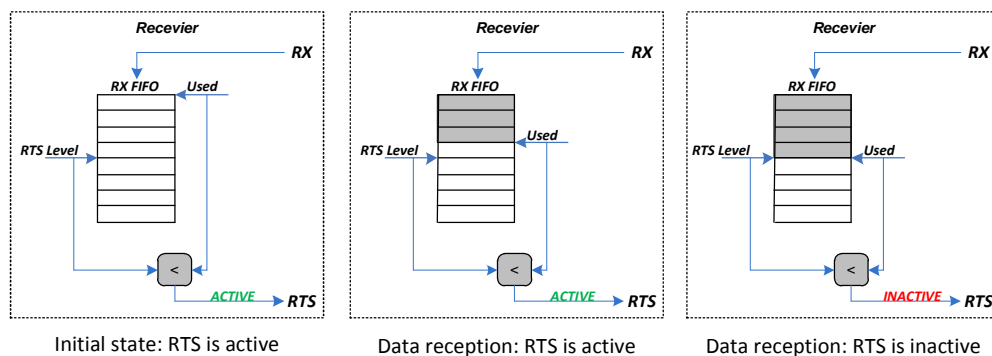 Recevier
RX
RX FIFO
Used
RTS Level
<
ACTIVE
RTS
Initial state: RTS is active
Recevier
RX
RX FIFO
Used
RTS Level
<
ACTIVE
RTS
Data reception: RTS is active
Recevier
RX
RX FIFO
RTS Level
Used
<
INACTIVE
RTS
Data reception: RTS is inactive